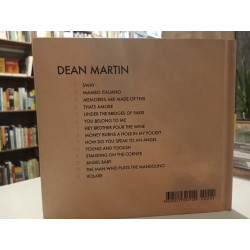 DEAN MARTIN
SWAY
MAMBO ITALIANO
MEMORIES ARE MADE OF THIS
THATS AMORE
UNDER THE BRIDGES OF PARIS
YOU BELONG TO ME
HEY BROTHER POUR THE WINE
MONEY BURNS A HOLE IN MY POCKET
HOW DO YOU SPEAK TO AN ANGEL
YOUNG AND FOOLISH
STANDING ON THE CORNER
ANGEL BABY
THE MAN WHO PLAYS THE MANDOLINO
VOLARE